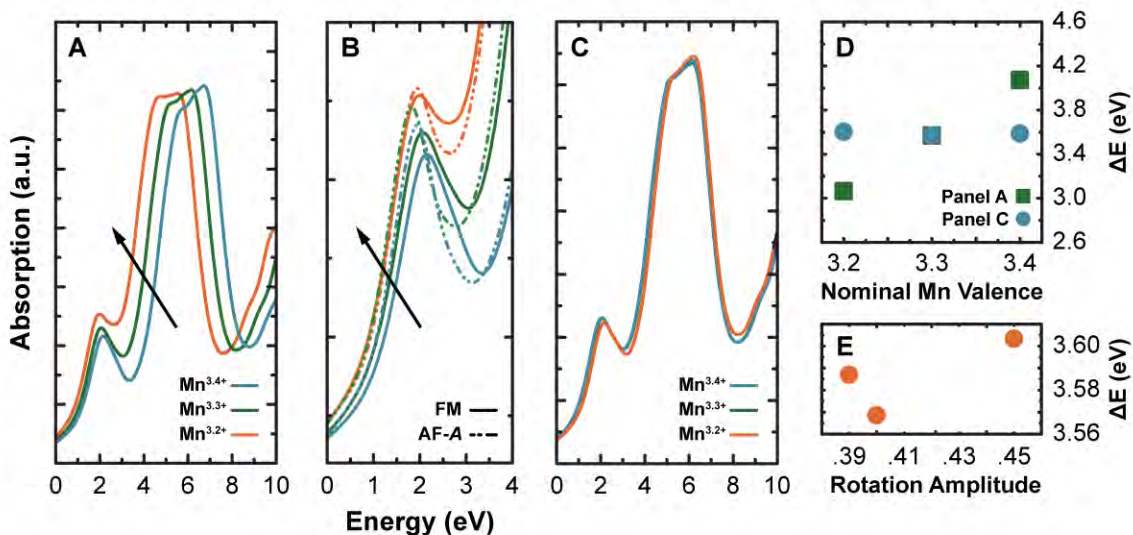 A
B
C
D
E
Absorption (a.u.)
Mn3.4+
Mn3.3+
Mn3.2+
0 2 4 6 8 10
FM
AF-A
0 1 2 3 4
Energy (eV)
Mn3.4+
Mn3.3+
Mn3.2+
0 2 4 6 8 10
4.6
4.2
3.8
3.4
3.0
2.6
ΔE (eV)
Panel A
Panel C
3.2 3.3 3.4
Nominal Mn Valence
3.60
3.58
3.56
ΔE (eV)
.39 .41 .43 .45
Rotation Amplitude